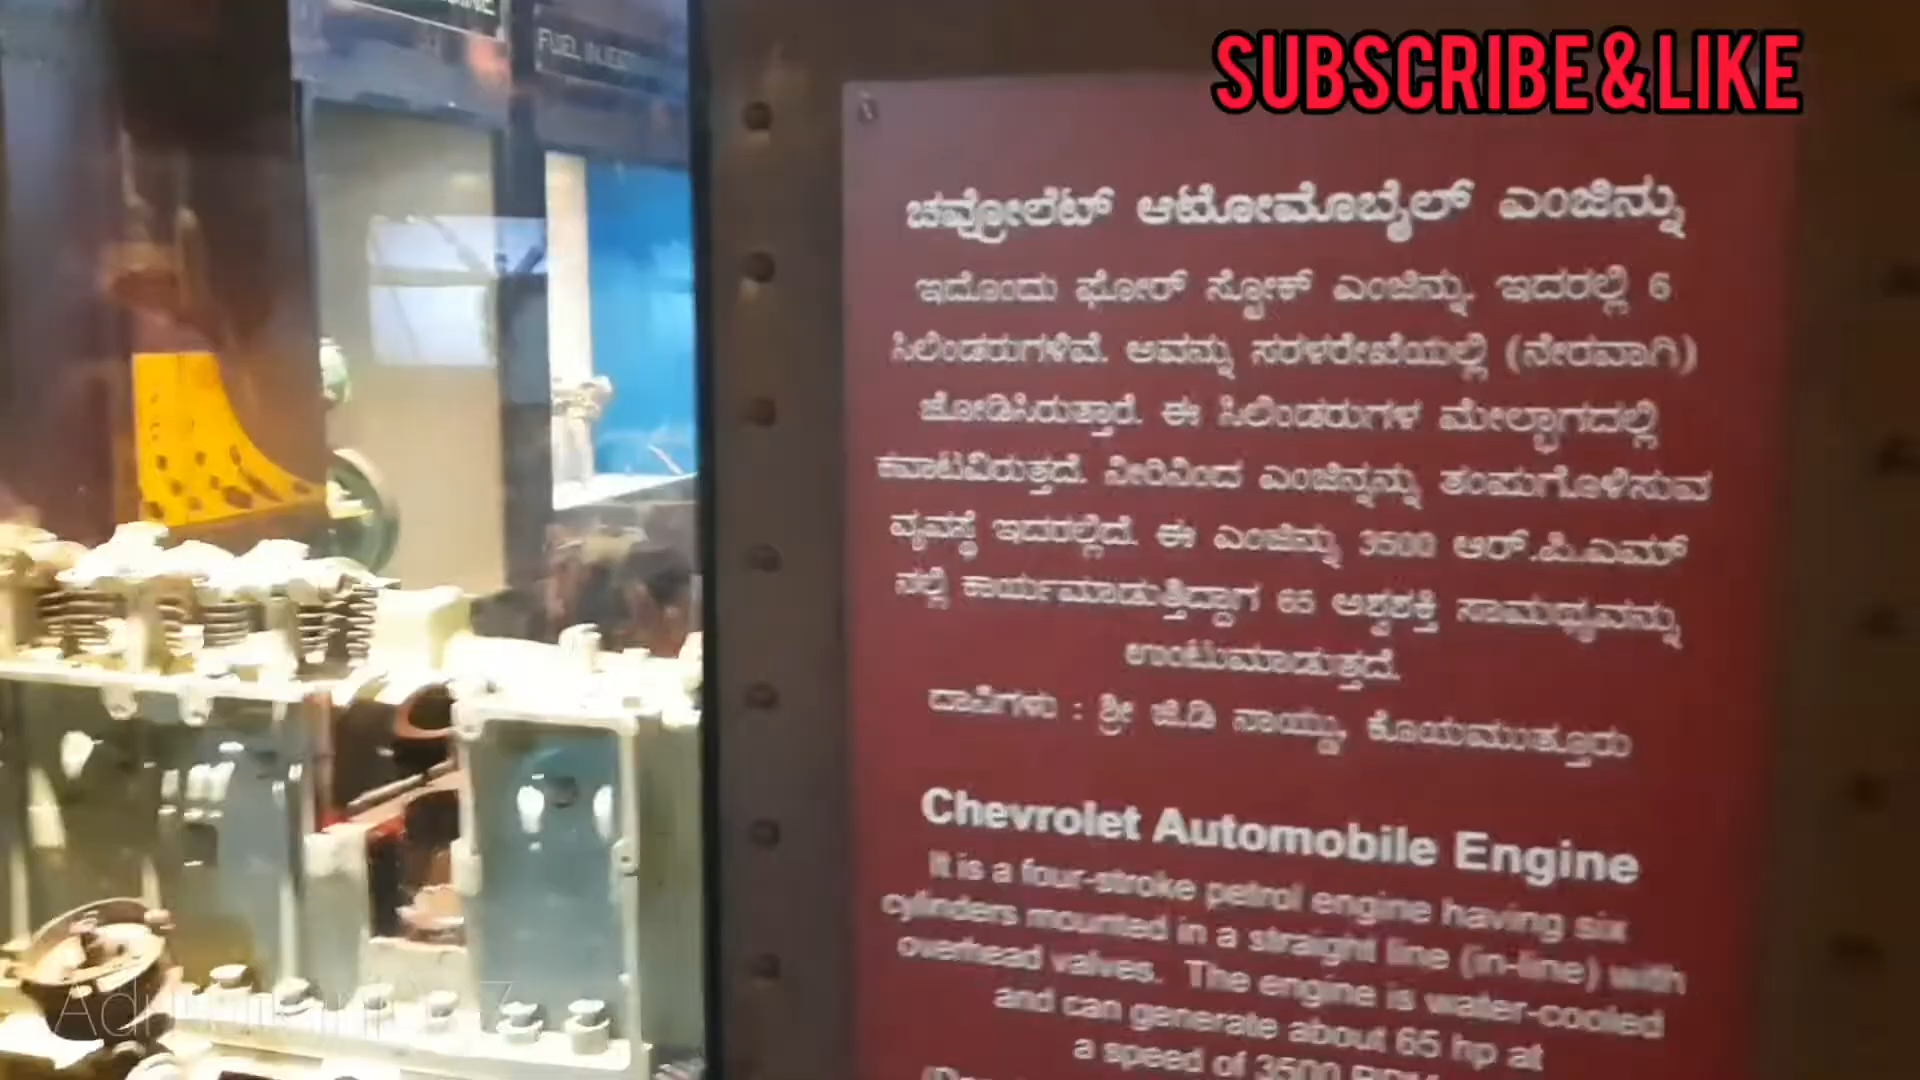 FUEL INJECT
SUBSCRIBE & LIKE
ಚವ್ರೋಲೆಟ್ ಆಟೋಮೊಬೈಲ್ ಎಂಜಿನ್ನು
ಇದೊಂದು ಫೋರ್ ಸ್ಟ್ರೋಕ್ ಎಂಜಿನ್ನು. ಇದರಲ್ಲಿ 6
ಸಿಲಿಂಡರುಗಳಿವೆ. ಅವನ್ನು ಸರಳರೇಖೆಯಲ್ಲಿ (ನೇರವಾಗಿ)
ಜೋಡಿಸಿರುತ್ತಾರೆ. ಈ ಸಿಲಿಂಡರುಗಳ ಮೇಲ್ಭಾಗದಲ್ಲಿ
ಕವಾಟವಿರುತ್ತದೆ. ನೀರಿನಿಂದ ಎಂಜಿನ್ನನ್ನು ತಂಪುಗೊಳಿಸುವ
ವ್ಯವಸ್ಥೆ ಇದರಲ್ಲಿದೆ. ಈ ಎಂಜಿನ್ನು 3500 ಆರ್.ಪಿ.ಎಮ್
ನಲ್ಲಿ ಕಾರ್ಯಮಾಡುತ್ತಿದ್ದಾಗ 65 ಅಶ್ವಶಕ್ತಿ ಸಾಮರ್ಥ್ಯವನ್ನು
ಉಂಟುಮಾಡುತ್ತದೆ.
ದಾನಿಗಳು : ಶ್ರೀ ಜಿ.ಡಿ ನಾಯ್ಡು, ಕೊಯಮುತ್ತೂರು
Chevrolet Automobile Engine
It is a four-stroke petrol engine having six
cylinders mounted in a straight line (in-line) with
overhead valves. The engine is water-cooled
and can generate about 65 hp at
a speed of 3500 RPM